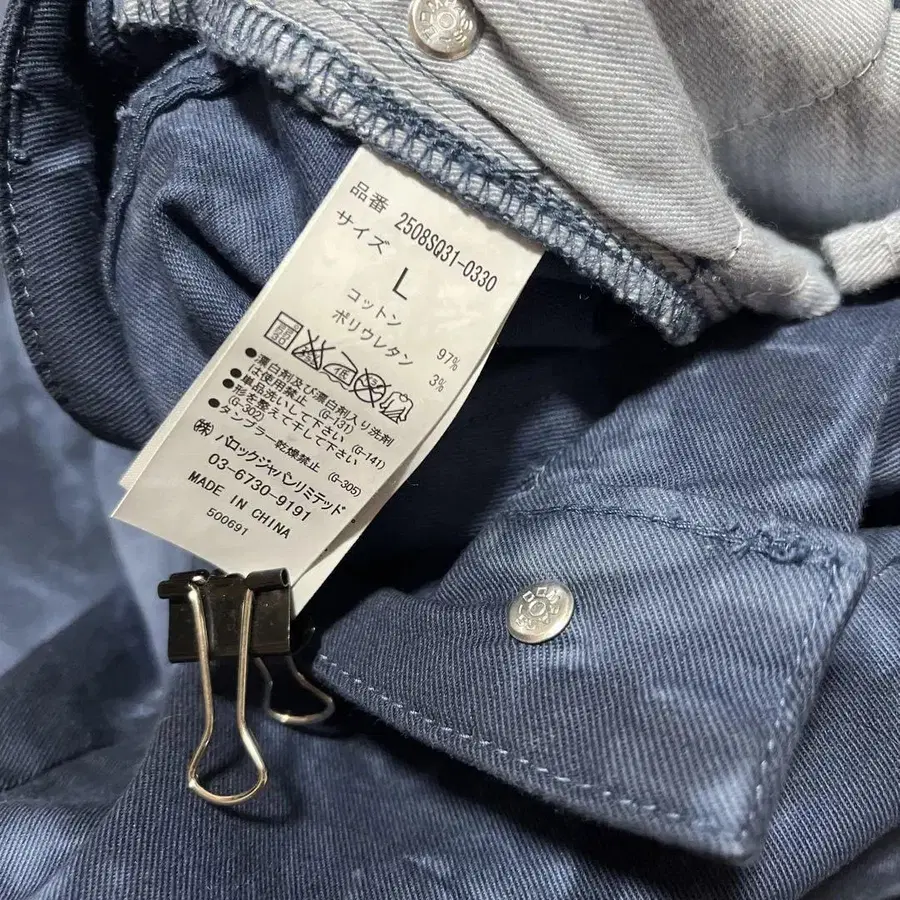 品番 2508SQ31-0330
サイズ L
コットン 97%
ポリウレタン 3%
低
●漂白剤及び漂白剤入り洗剤
は使用禁止 (G-131)
●単品洗いして下さい (G-141)
●形を整えて干して下さい
(G-302)
●タンブラー乾燥禁止 (G-305)
(株)バロックジャパンリミテッド
03-6730-9191
MADE IN CHINA
500691